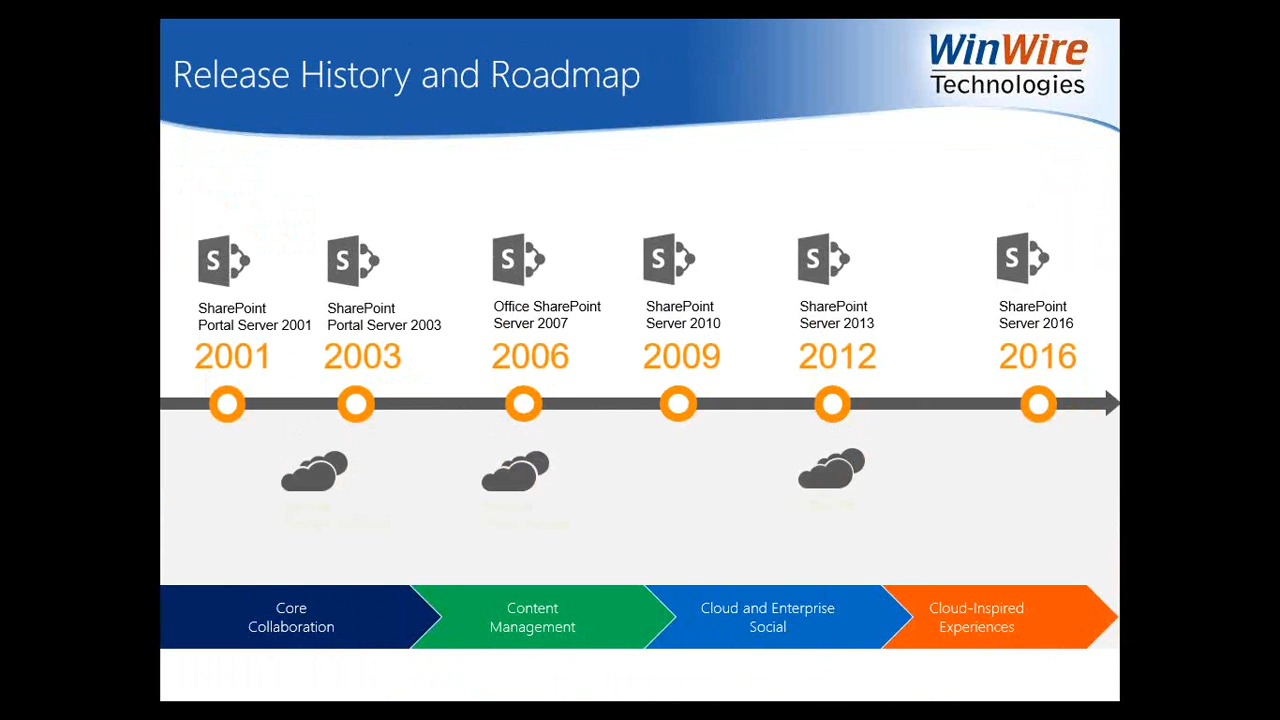 Release History and Roadmap
WinWire
Technologies
S
S
S
S
S
S
SharePoint
Portal Server 2001
SharePoint
Portal Server 2003
Office SharePoint
Server 2007
SharePoint
Server 2010
SharePoint
Server 2013
SharePoint
Server 2016
2001
2003
2006
2009
2012
2016
Core
Collaboration
Content
Management
Cloud and Enterprise
Social
Cloud-Inspired
Experiences